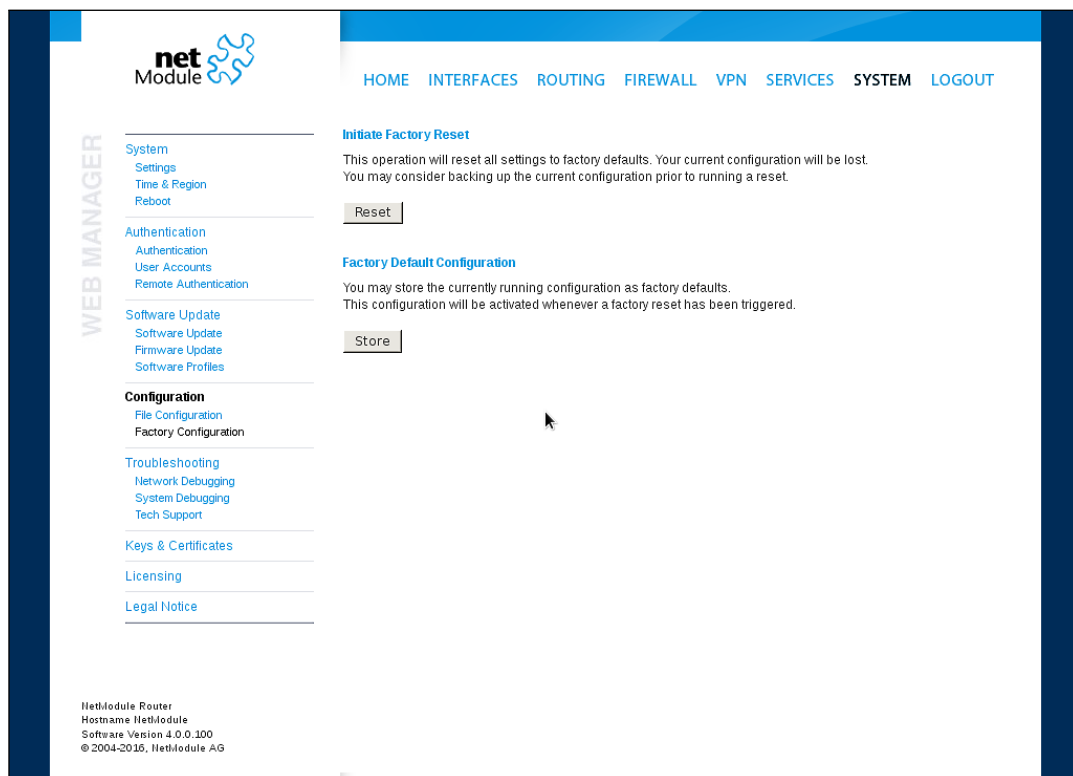 net
Module
HOME INTERFACES ROUTING FIREWALL VPN SERVICES SYSTEM LOGOUT
WEB MANAGER
System
Settings
Time & Region
Reboot
Authentication
Authentication
User Accounts
Remote Authentication
Software Update
Software Update
Firmware Update
Software Profiles
Configuration
File Configuration
Factory Configuration
Troubleshooting
Network Debugging
System Debugging
Tech Support
Keys & Certificates
Licensing
Legal Notice
Initiate Factory Reset
This operation will reset all settings to factory defaults. Your current configuration will be lost.
You may consider backing up the current configuration prior to running a reset.
Reset
Factory Default Configuration
You may store the currently running configuration as factory defaults.
This configuration will be activated whenever a factory reset has been triggered.
Store
NetModule Router
Hostname NetModule
Software Version 4.0.0.100
© 2004-2016, NetModule AG